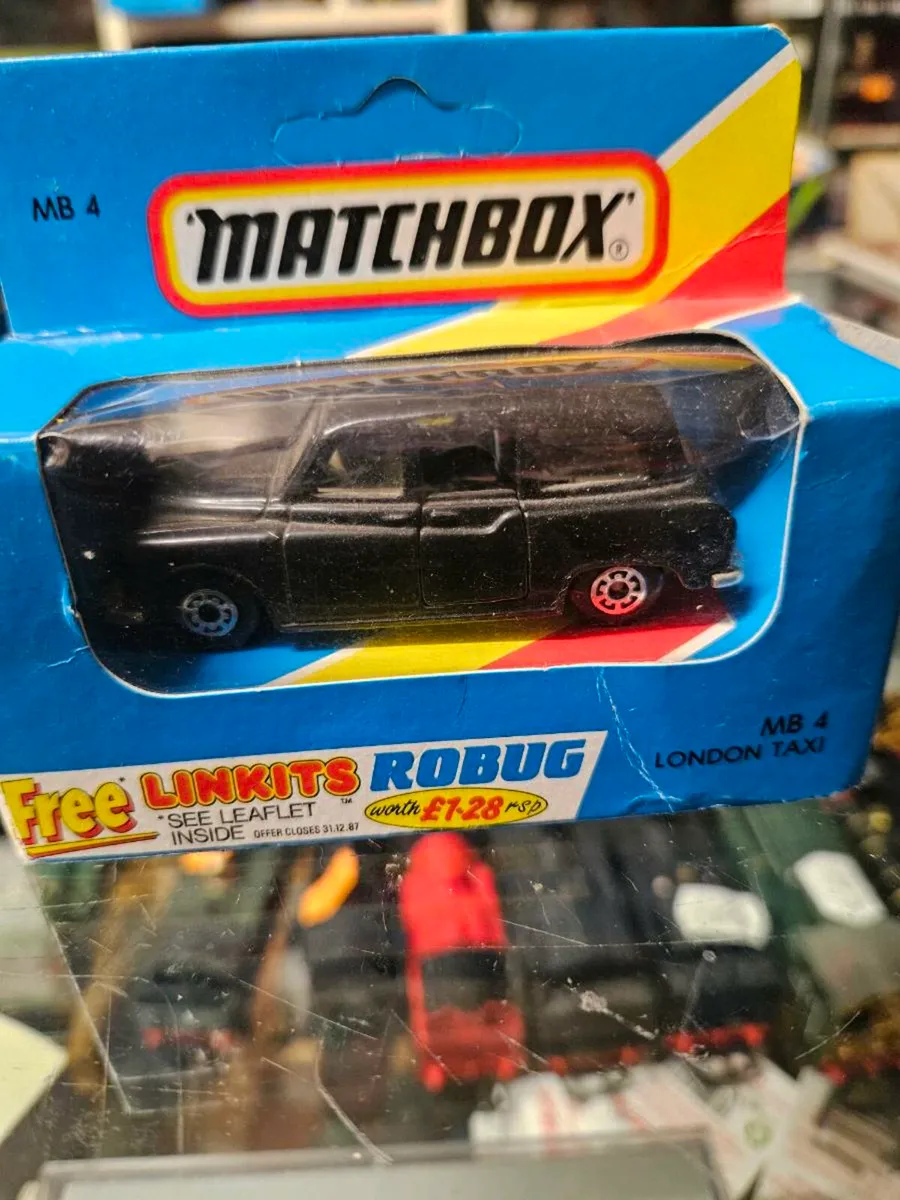 MB 4
'MATCHBOX'®
MB 4
LONDON TAXI
Free* LINKITS™ ROBUG
*SEE LEAFLET
INSIDE OFFER CLOSES 31.12.87
worth £1·28 rsp